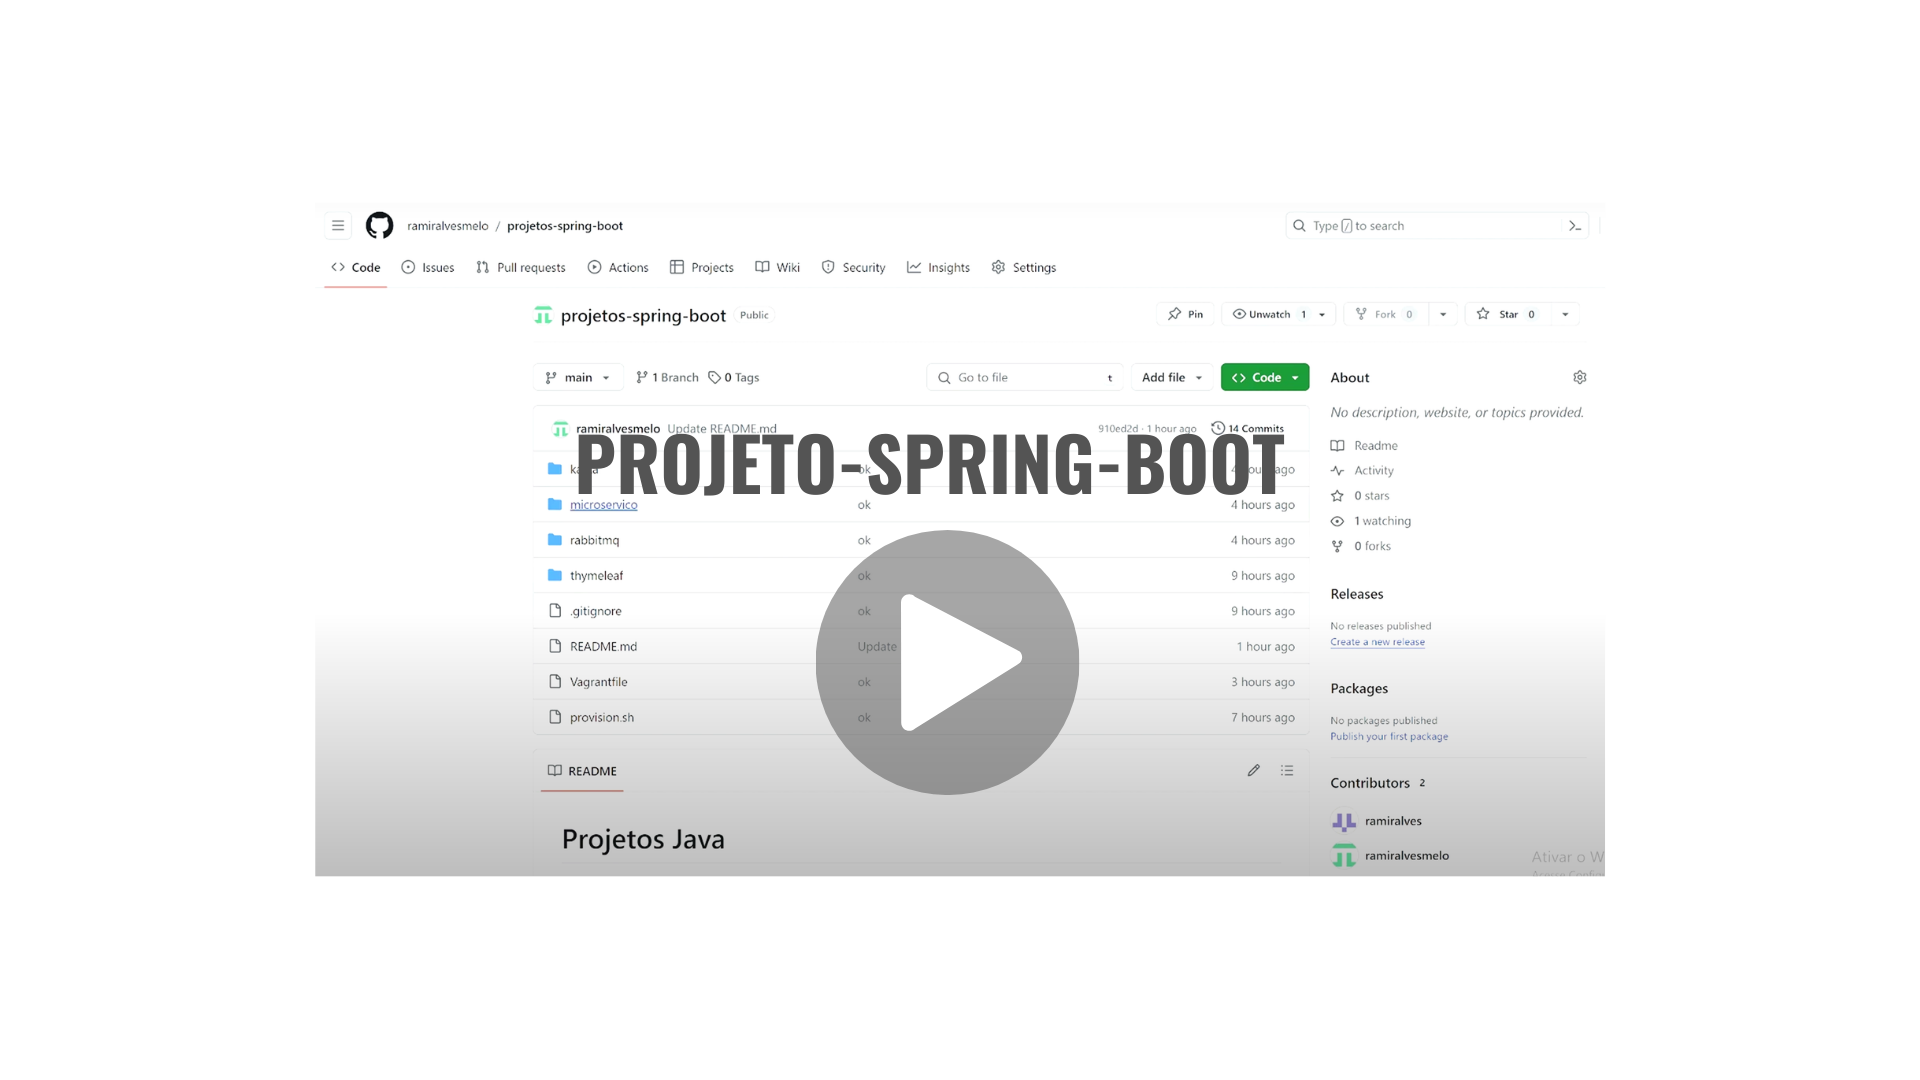 ramiralvesmelo / projetos-spring-boot
Type / to search
Code Issues Pull requests Actions Projects Wiki Security Insights Settings
projetos-spring-boot Public
Pin Unwatch 1 Fork 0 Star 0
main 1 Branch 0 Tags
Go to file t Add file Code
ramiralvesmelo Update README.md 910ed2d · 1 hour ago 14 Commits
PROJETO-SPRING-BOOT
ok
microservico ok 4 hours ago
rabbitmq ok 4 hours ago
thymeleaf ok 9 hours ago
.gitignore ok 9 hours ago
README.md Update 1 hour ago
Vagrantfile ok 3 hours ago
provision.sh ok 7 hours ago
README
Projetos Java
About
No description, website, or topics provided.
Readme
Activity
0 stars
1 watching
0 forks
Releases
No releases published
Create a new release
Packages
No packages published
Publish your first package
Contributors 2
ramiralves
ramiralvesmelo
Ativar o W